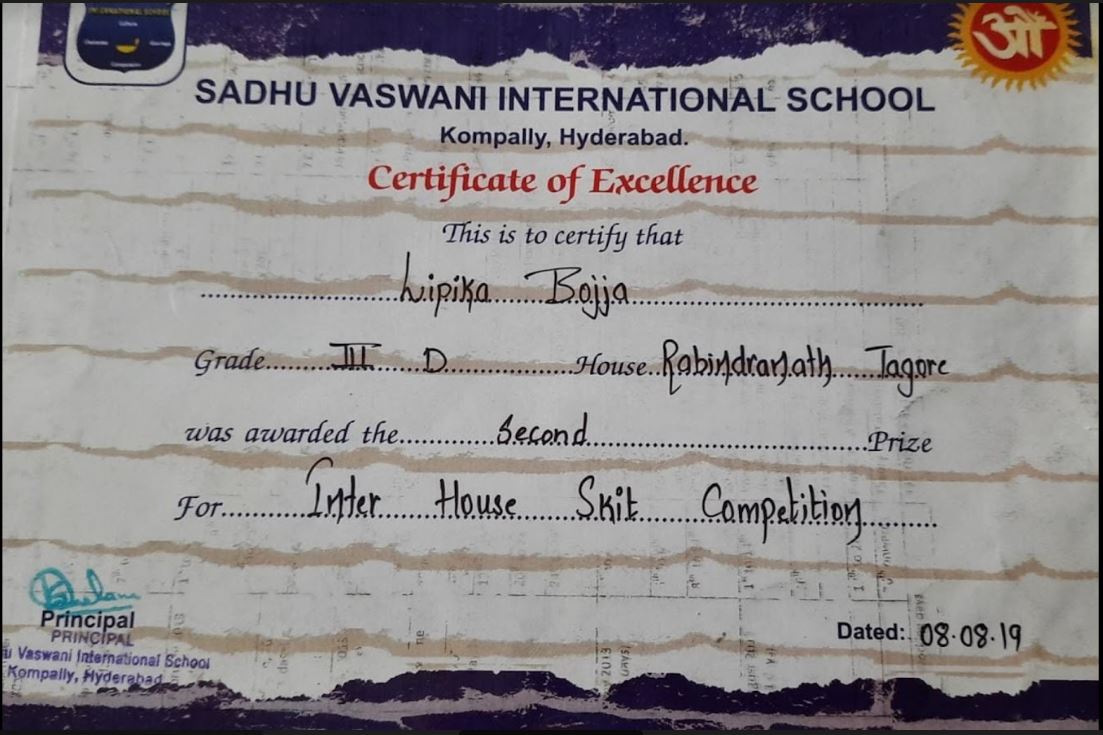 INTERNATIONAL SCHOOL
ओं
SADHU VASWANI INTERNATIONAL SCHOOL
Kompally, Hyderabad.
Certificate of Excellence
This is to certify that
Lipika Bojja
Grade III D House Rabindranath Tagore
was awarded the Second Prize
For Inter House Skit Competition
Principal
PRINCIPAL
u Vaswani International School
Kompally, Hyderabad
Dated: 08.08.19